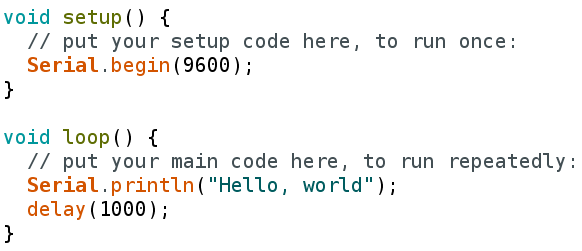 void setup() {
  // put your setup code here, to run once:
  Serial.begin(9600);
}

void loop() {
  // put your main code here, to run repeatedly:
  Serial.println("Hello, world");
  delay(1000);
}